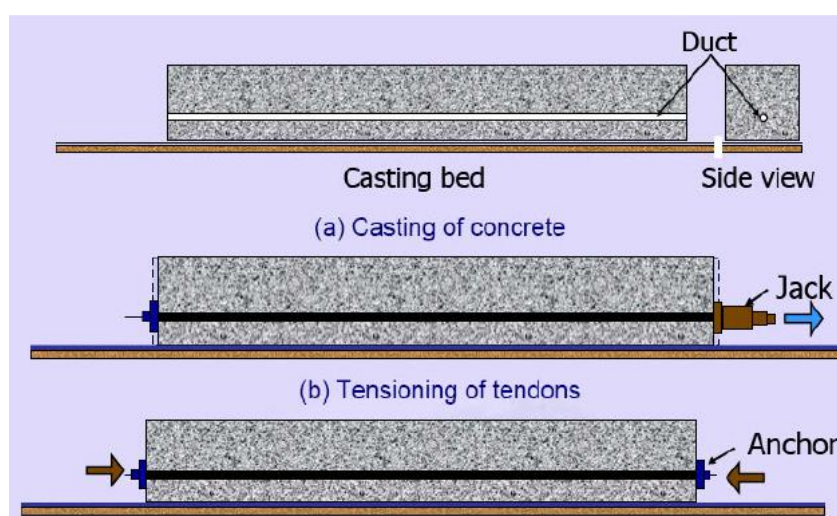 Duct
Casting bed
Side view
(a) Casting of concrete
Jack
(b) Tensioning of tendons
Anchor